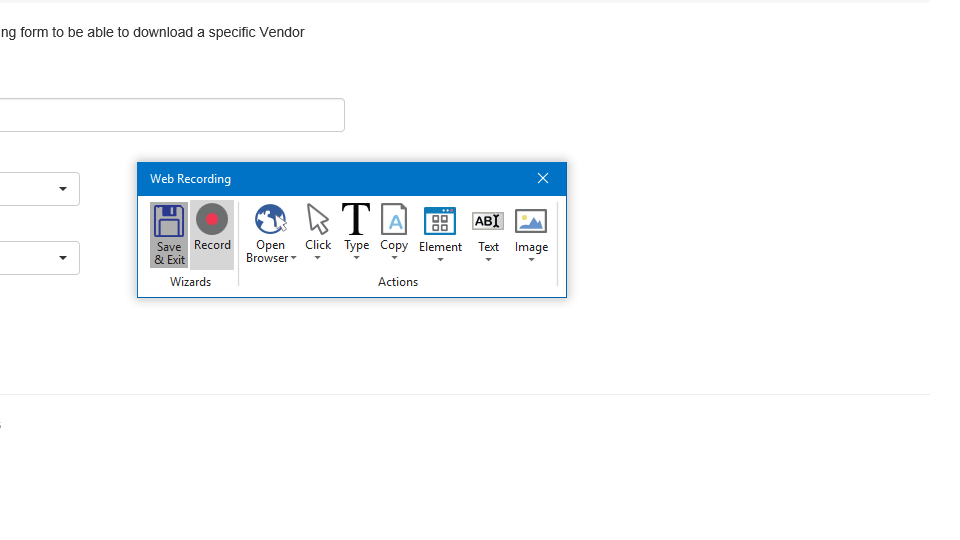 ng form to be able to download a specific Vendor
Web Recording
Save & Exit
Record
Open Browser
Click
Type
Copy
Element
Text
Image
Wizards
Actions